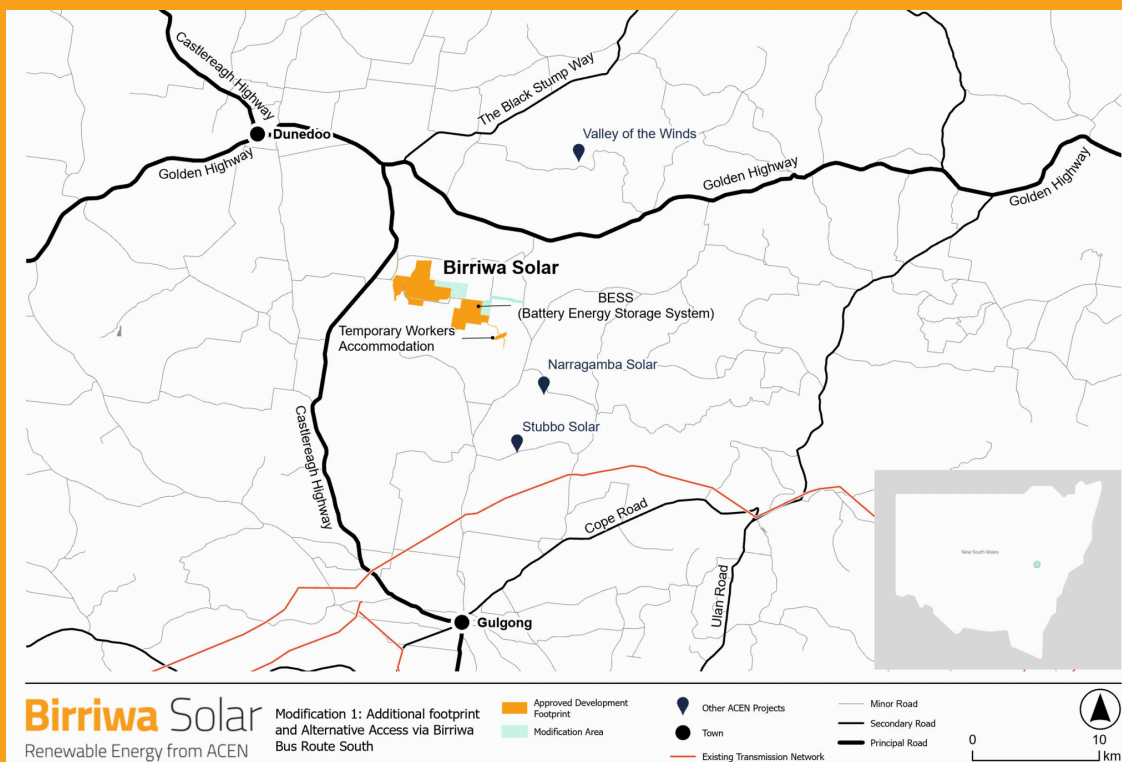 Castlereagh Highway
The Black Stump Way
Dunedoo
Valley of the Winds
Golden Highway
Golden Highway
Golden Highway
Birriwa Solar
BESS
(Battery Energy Storage System)
Temporary Workers
Accommodation
Narragamba Solar
Stubbo Solar
Castlereagh Highway
Cope Road
Ulan Road
Gulgong
New South Wales
Birriwa Solar
Renewable Energy from ACEN
Modification 1: Additional footprint
and Alternative Access via Birriwa
Bus Route South
Approved Development
Footprint
Modification Area
Other ACEN Projects
Town
Existing Transmission Network
Minor Road
Secondary Road
Principal Road
0 10
km